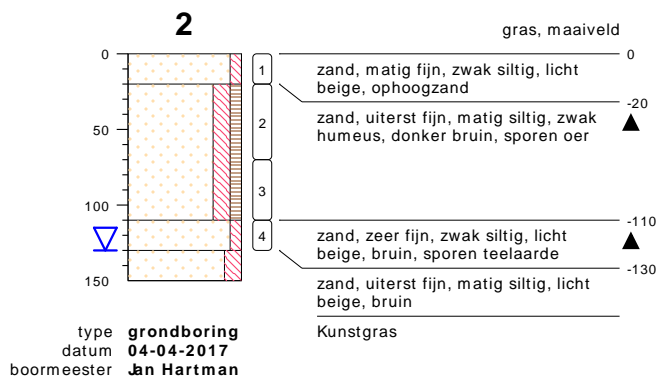 2
gras, maaiveld
0
1
0
zand, matig fijn, zwak siltig, licht
beige, ophoogzand
-20
zand, uiterst fijn, matig siltig, zwak
humeus, donker bruin, sporen oer
2
50
3
100
-110
4
zand, zeer fijn, zwak siltig, licht
beige, bruin, sporen teelaarde
-130
150
zand, uiterst fijn, matig siltig, licht
beige, bruin
Kunstgras
type grondboring
datum 04-04-2017
boormeester Jan Hartman